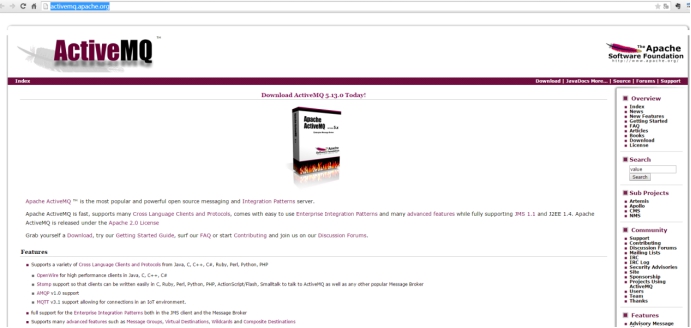 activemq.apache.org
ActiveMQ ™
The Apache
Software Foundation
http://www.apache.org/
Index
Download | JavaDocs More... | Source | Forums | Support
Download ActiveMQ 5.13.0 Today!
Apache
ActiveMQ
Apache ActiveMQ ™ is the most popular and powerful open source messaging and Integration Patterns server.
Apache ActiveMQ is fast, supports many Cross Language Clients and Protocols, comes with easy to use Enterprise Integration Patterns and many advanced features while fully supporting JMS 1.1 and J2EE 1.4. Apache
ActiveMQ is released under the Apache 2.0 License
Grab yourself a Download, try our Getting Started Guide, surf our FAQ or start Contributing and join us on our Discussion Forums.
Features
Supports a variety of Cross Language Clients and Protocols from Java, C, C++, C#, Ruby, Perl, Python, PHP
OpenWire for high performance clients in Java, C, C++, C#
Stomp support so that clients can be written easily in C, Ruby, Perl, Python, PHP, ActionScript/Flash, Smalltalk to talk to ActiveMQ as well as any other popular Message Broker
AMQP v1.0 support
MQTT v3.1 support allowing for connections in an IoT environment.
full support for the Enterprise Integration Patterns both in the JMS client and the Message Broker
Supports many advanced features such as Message Groups, Virtual Destinations, Wildcards and Composite Destinations
Overview
Index
News
New Features
Getting Started
FAQ
Articles
Books
Download
License
Search
value
Search
Sub Projects
Artemis
Apollo
CMS
NMS
Community
Support
Contributing
Discussion Forums
Mailing Lists
IRC
IRC Log
Security Advisories
Site
Sponsorship
Projects Using
ActiveMQ
Users
Team
Thanks
Features
Advisory Message